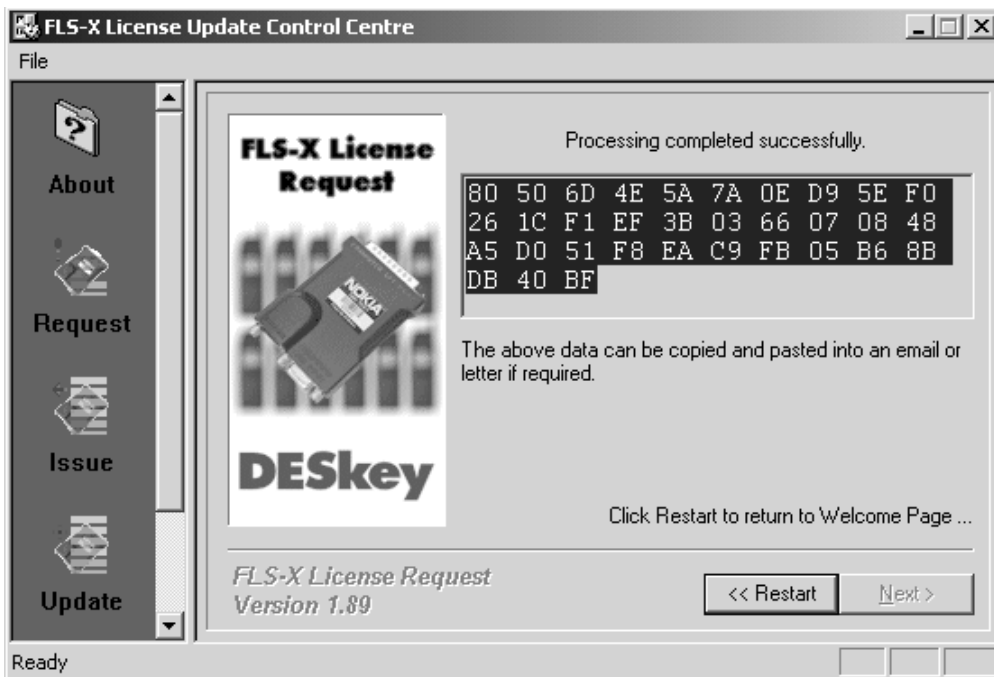 FLS-X License Update Control Centre
File
About
Request
Issue
Update
FLS-X License
Request
NOKIA
DESkey
Processing completed successfully.
80 50 6D 4E 5A 7A 0E D9 5E F0
26 1C F1 EF 3B 03 66 07 08 48
A5 D0 51 F8 EA C9 FB 05 B6 8B
DB 40 BF
The above data can be copied and pasted into an email or
letter if required.
Click Restart to return to Welcome Page ...
FLS-X License Request
Version 1.89
<< Restart
Next >
Ready